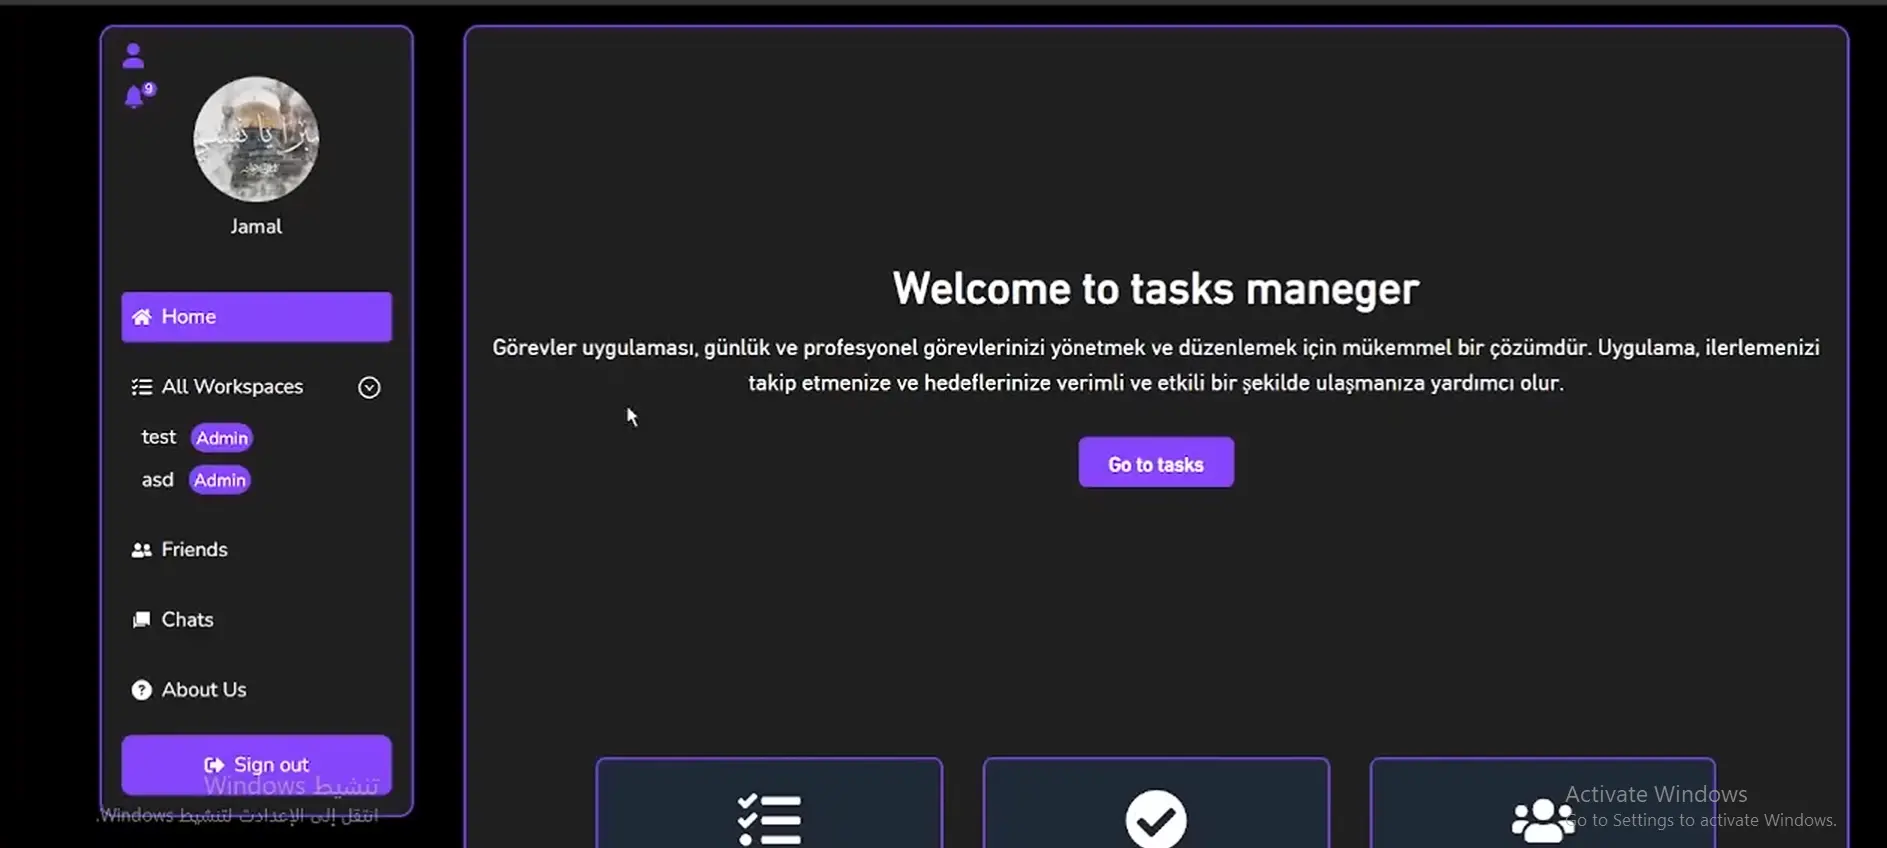 9
Jamal
Home
All Workspaces
test Admin
asd Admin
Friends
Chats
About Us
Sign out
تنشيط Windows
انتقل إلى الإعدادت لتنشيط Windows.
Welcome to tasks maneger
Görevler uygulaması, günlük ve profesyonel görevlerinizi yönetmek ve düzenlemek için mükemmel bir çözümdür. Uygulama, ilerlemenizi
takip etmenize ve hedeflerinize verimli ve etkili bir şekilde ulaşmanıza yardımcı olur.
Go to tasks
Activate Windows
Go to Settings to activate Windows.